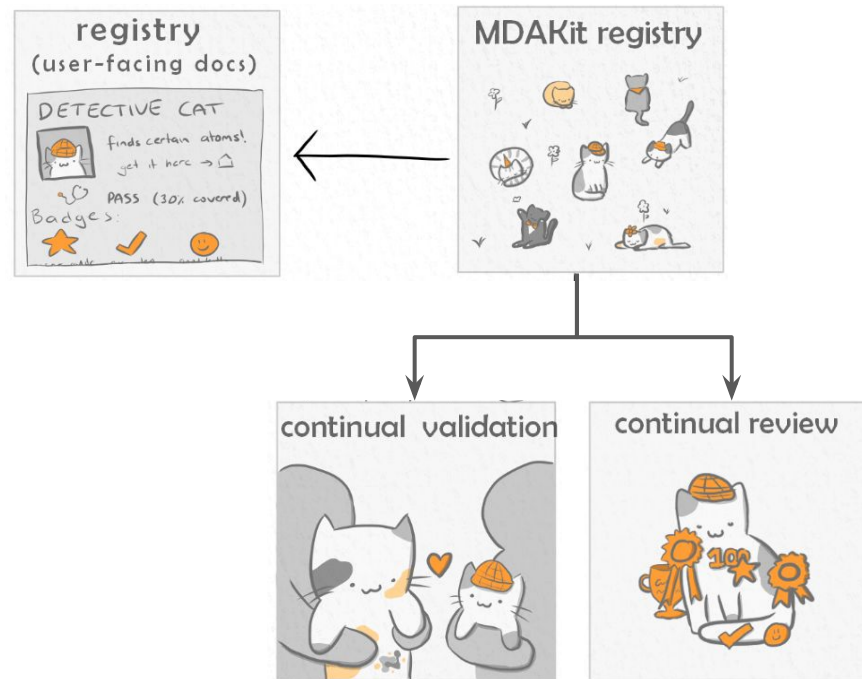 registry
(user-facing docs)
DETECTIVE CAT
finds certain atoms!
get it here →
PASS (30% covered)
Badges:
MDAKit registry
continual validation
continual review
100